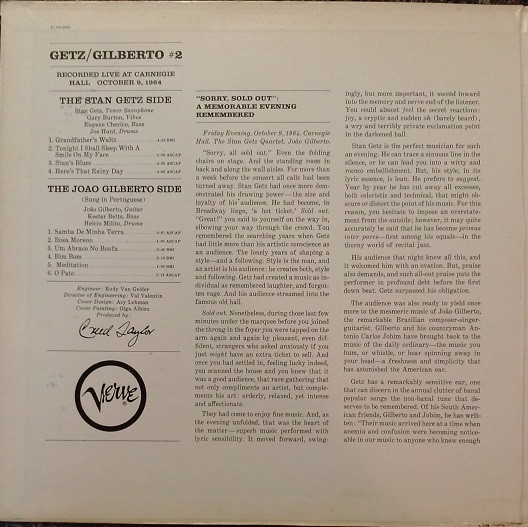 GETZ/GILBERTO #2
RECORDED LIVE AT CARNEGIE
HALL OCTOBER 9, 1964
THE STAN GETZ SIDE
Stan Getz, Tenor Saxophone
Gary Burton, Vibes
Eugene Cherico, Bass
Joe Hunt, Drums
1. Grandfather's Waltz
2. Tonight I Shall Sleep With A
Smile On My Face
3. Stan's Blues
4. Here's That Rainy Day
THE JOAO GILBERTO SIDE
(Sung in Portuguese)
João Gilberto, Guitar
Keeter Betts, Bass
Helcio Milito, Drums
1. Samba De Minha Terra
2. Rosa Moreno
3. Um Abraco No Bonfa
4. Bim Bom
5. Meditation
6. O Pato
Engineer: Rudy Van Gelder
Director of Engineering: Val Valentin
Cover Design: Acy Lehman
Cover Painting: Olga Albizu
Produced by
Creed Taylor
Verve
"SORRY, SOLD OUT":
A MEMORABLE EVENING
REMEMBERED
Friday Evening, October 9, 1964, Carnegie
Hall. The Stan Getz Quartet. João Gilberto.
"Sorry, all sold out." Even the folding
chairs on stage. And the standing room in
back and along the wall aisles. For more than
a week before the concert all calls had been
turned away. Stan Getz had once more dem-
onstrated his drawing power—the size and
loyalty of his audience. He had become, in
Broadway lingo, 'a hot ticket.' Sold out.
"Great!" you said to yourself on the way in,
elbowing your way through the crowd. You
remembered the searching years when Getz
had little more than his artistic conscience as
an audience. The lonely years of shaping a
style—and a following. Style is the man, and
an artist is his audience: he creates both, style
and following. Getz had created a music as in-
dividual as remembered laughter, and forgot-
ten rage. And his audience streamed into the
famous old hall.
Sold out. Nonetheless, during those last few
minutes under the marquee before you joined
the throng in the foyer you were tapped on the
arm again and again by pleasant, even dif-
fident, strangers who asked anxiously if you
just might have an extra ticket to sell. And
once you had settled in, feeling lucky indeed,
you scanned the house and you knew that it
was a good audience, that rare gathering that
not only compliments an artist, but comple-
ments his art: orderly, relaxed, yet intense
and affectionate.
They had come to enjoy fine music. And, as
the evening unfolded, that was the heart of
the matter—superb music performed with
lyric sensibility. It moved forward, swing-
ingly, but more important, it moved inward
into the memory and nerve end of the listener.
You could almost feel the secret reactions:
joy, a cryptic and sudden oh (barely heard),
a wry and terribly private exclamation point
in the darkened hall.
Stan Getz is the perfect musician for such
an evening. He can trace a sinuous line in the
silence, or he can lead you into a witty and
menco embellishment. But, his style, in its
lyric essence, is lean. He prefers to suggest.
Year by year he has cut away all excesses,
both coloristic and technical, that might ob-
scure or distort the point of his music. For this
reason, you hesitate to impose an overstate-
ment from the outside; however, it may quite
accurately be said that he has become primus
inter pares—first among his equals—in the
thorny world of recital jazz.
His audience that night knew all this, and
it welcomed him with an ovation. But, praise
also demands, and such all-out praise puts the
performer in profound debt before the first
down beat. Getz surpassed his obligation.
The audience was also ready to yield once
more to the mesmeric music of João Gilberto,
the remarkable Brazilian composer-singer-
guitarist. Gilberto and his countryman An-
tonio Carlos Jobim have brought back to the
music of the daily ordinary—the music you
hum, or whistle, or hear spinning away in
your head—a freshness and simplicity that
has astonished the American ear.
Getz has a remarkably sensitive ear, one
that can discern in the annual clutter of banal
popular songs the non-banal tune that de-
serves to be remembered. Of his South Amer-
ican friends, Gilberto and Jobim, he has writ-
ten: "Their music arrived here at a time when
anemia and confusion were becoming notice-
able in our music to anyone who knew enough